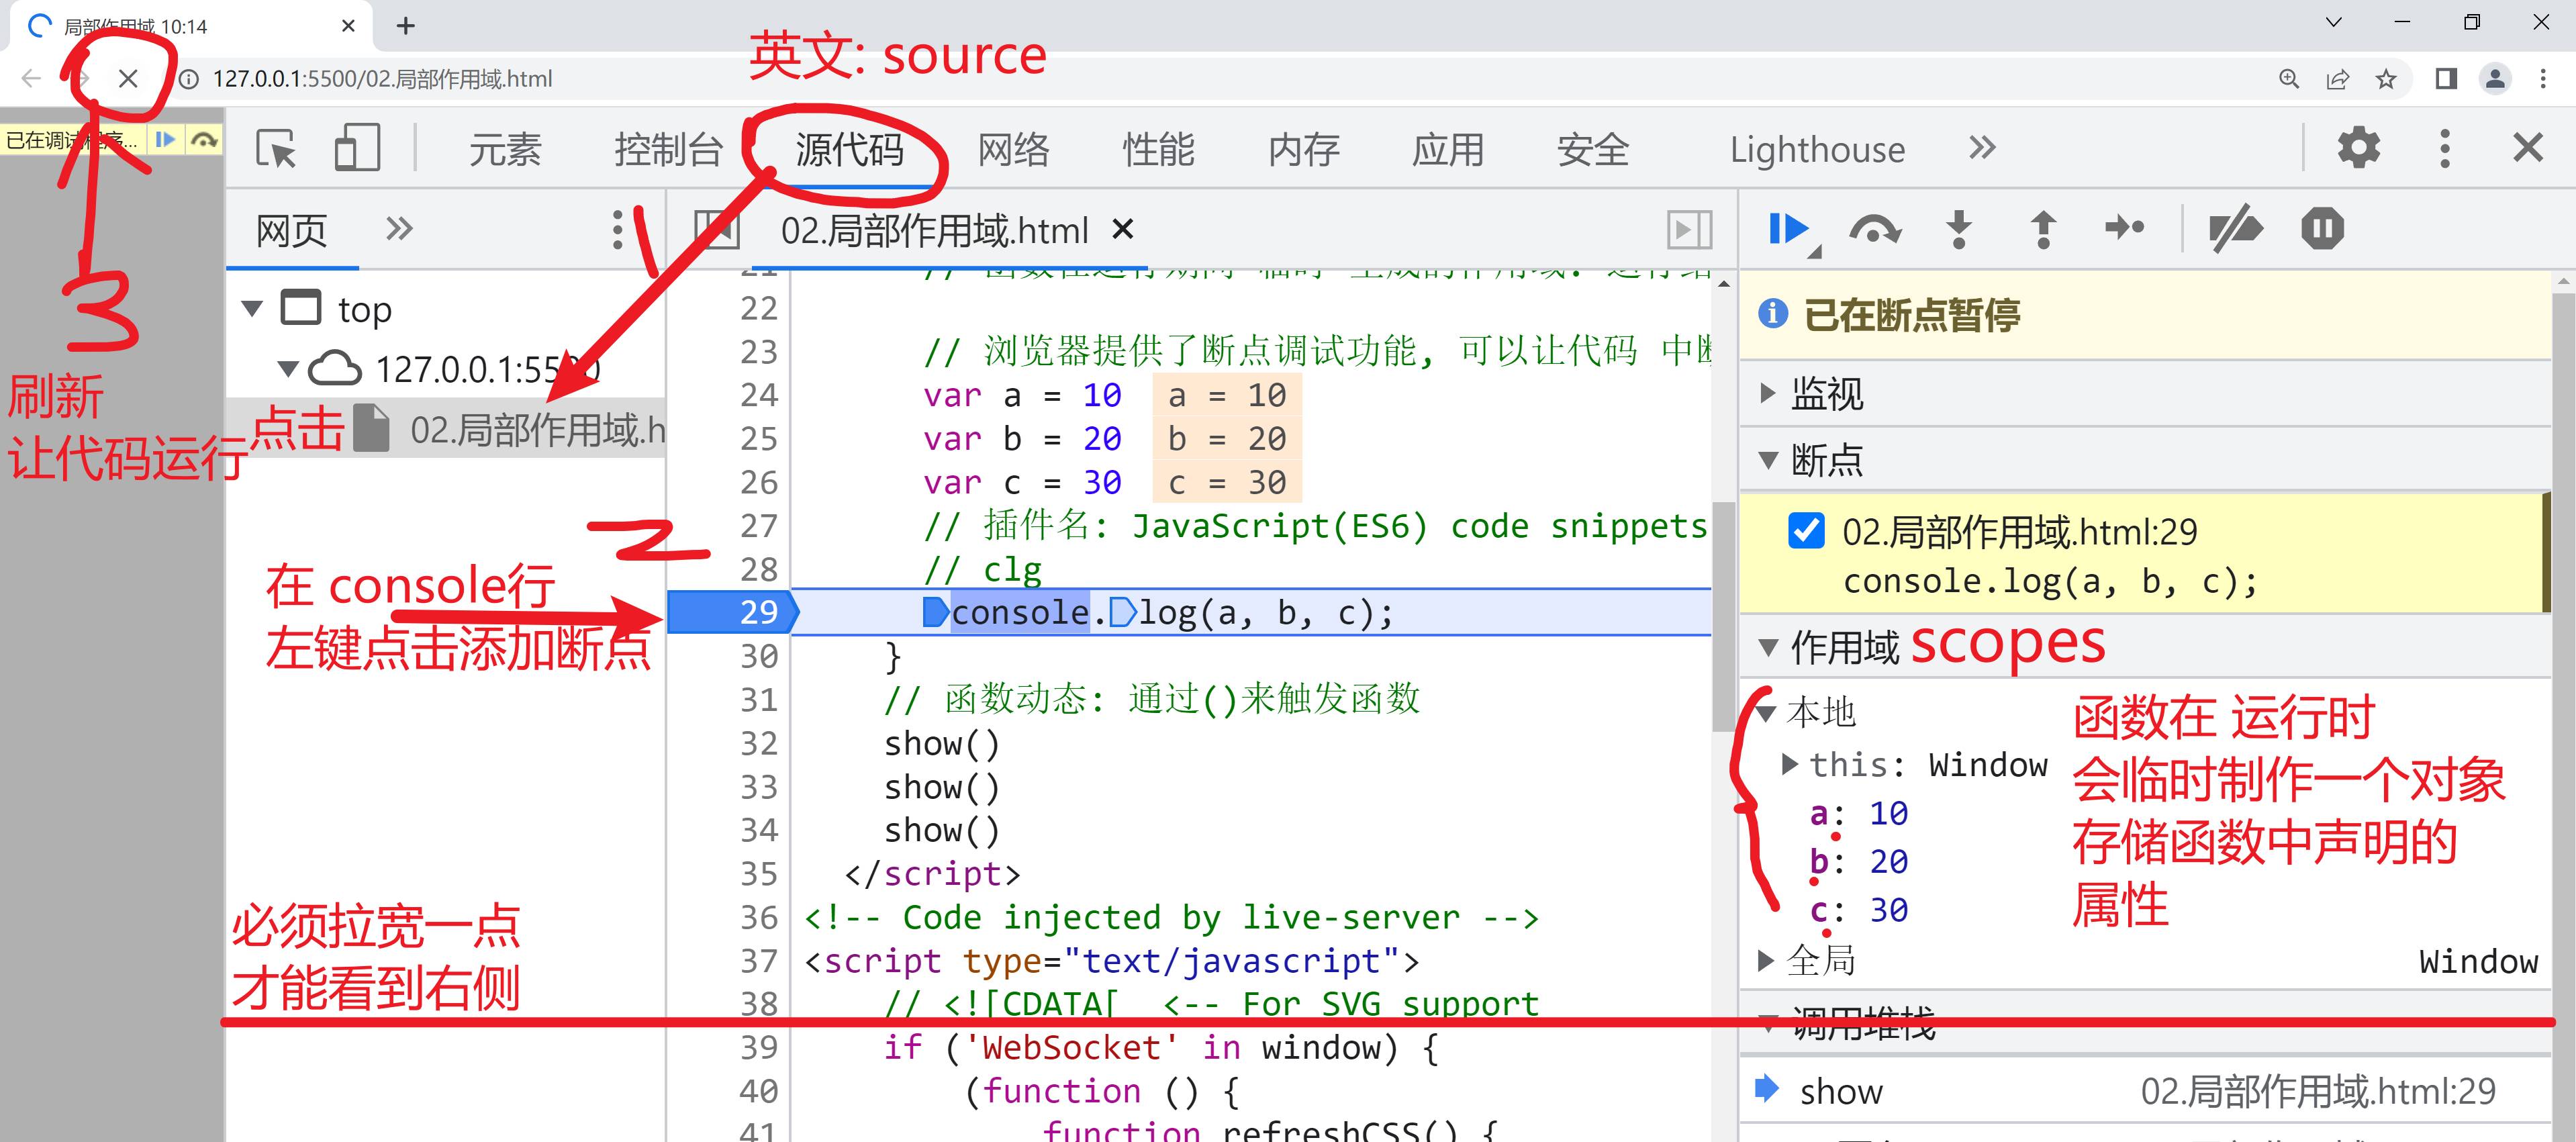 局部作用域 10:14
英文: source
127.0.0.1:5500/02.局部作用域.html
已在调试程序...
元素 控制台 源代码 网络 性能 内存 应用 安全 Lighthouse
网页
02.局部作用域.html
1
3
刷新
让代码运行
top
127.0.0.1:5500
点击
02.局部作用域.h
2
在 console行
左键点击添加断点
必须拉宽一点
才能看到右侧
21
22
23 // 浏览器提供了断点调试功能, 可以让代码 中
24 var a = 10 a = 10
25 var b = 20 b = 20
26 var c = 30 c = 30
27 // 插件名: JavaScript(ES6) code snippets
28 // clg
29 console.log(a, b, c);
30 }
31 // 函数动态: 通过()来触发函数
32 show()
33 show()
34 show()
35 </script>
36 <!-- Code injected by live-server -->
37 <script type="text/javascript">
38 // <![CDATA[  <-- For SVG support
39 if ('WebSocket' in window) {
40 (function () {
41 function refreshCSS() {
已在断点暂停
监视
断点
02.局部作用域.html:29
console.log(a, b, c);
作用域 scopes
本地
this: Window
a: 10
b: 20
c: 30
函数在 运行时
会临时制作一个对象
存储函数中声明的
属性
全局 Window
调用堆栈
show 02.局部作用域.html:29